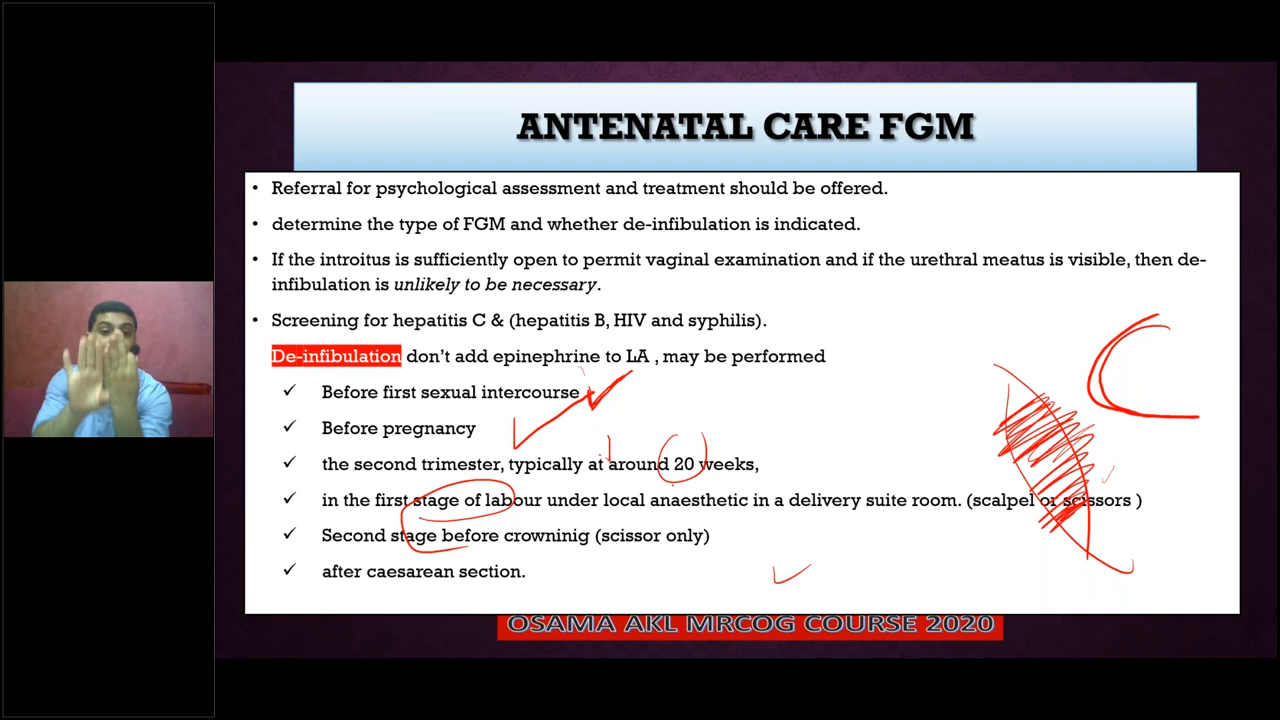 ANTENATAL CARE FGM
• Referral for psychological assessment and treatment should be offered.
• determine the type of FGM and whether de-infibulation is indicated.
• If the introitus is sufficiently open to permit vaginal examination and if the urethral meatus is visible, then de-
infibulation is unlikely to be necessary.
• Screening for hepatitis C & (hepatitis B, HIV and syphilis).
De-infibulation don't add epinephrine to LA , may be performed
✓ Before first sexual intercourse
✓ Before pregnancy
✓ the second trimester, typically at around 20 weeks,
✓ in the first stage of labour under local anaesthetic in a delivery suite room. (scalpel or scissors )
✓ Second stage before crowninig (scissor only)
✓ after caesarean section.
OSAMA AKL MRCOG COURSE 2020